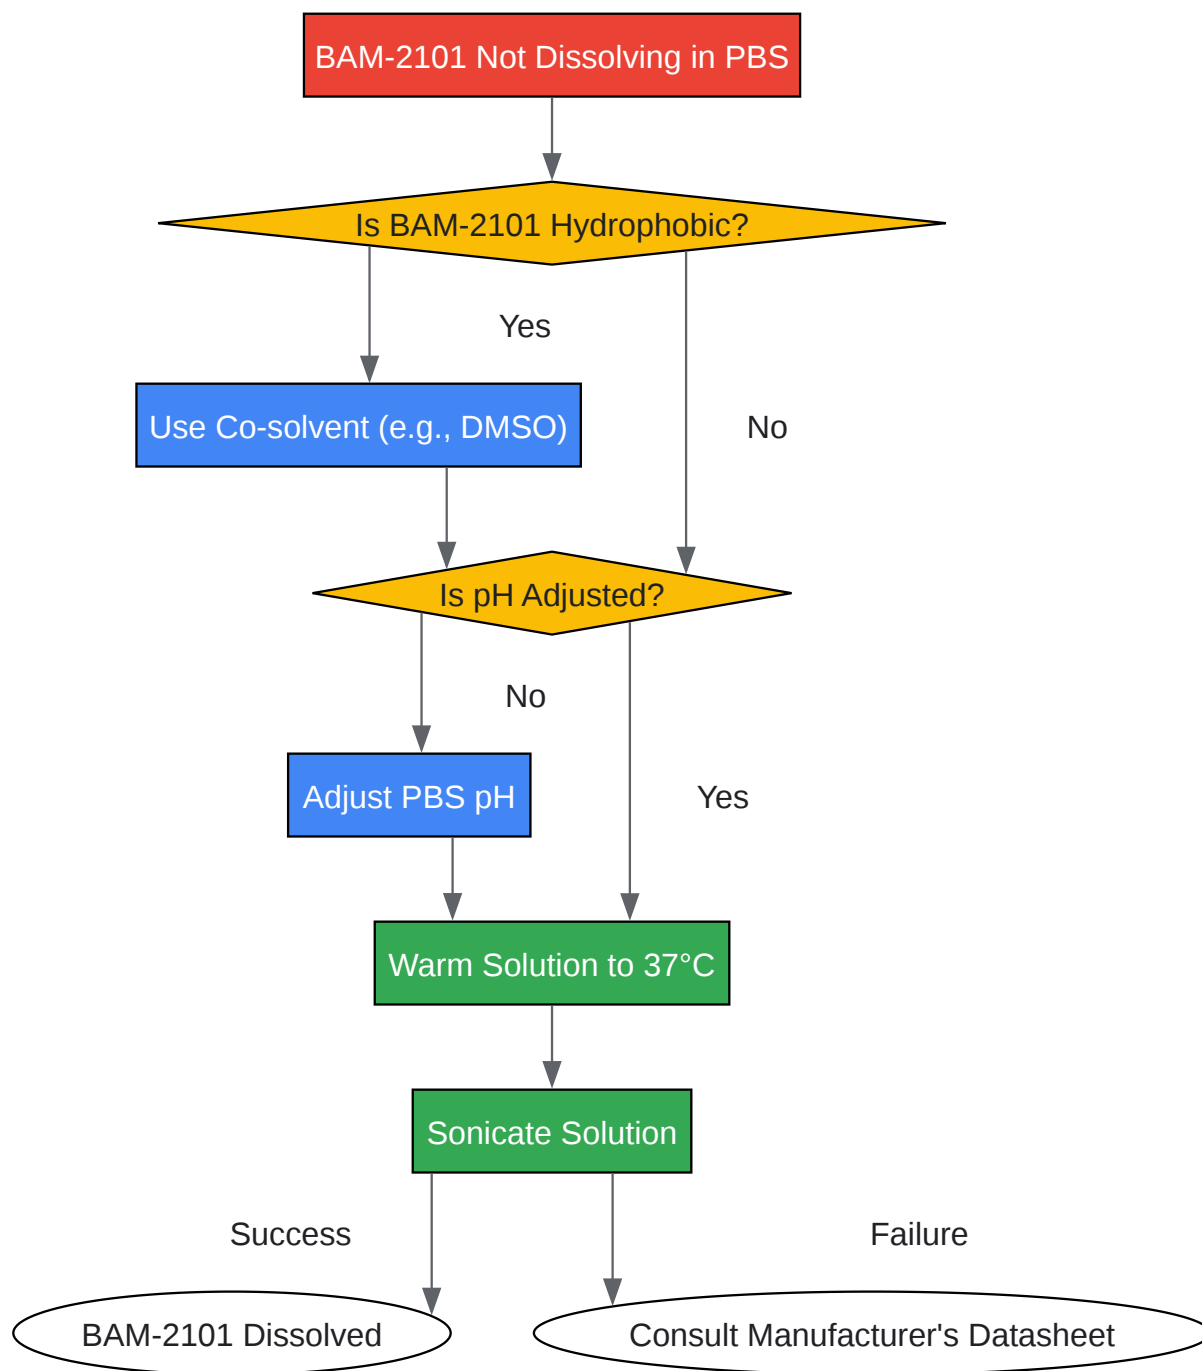 BAM-2101 Not Dissolving in PBS
Is BAM-2101 Hydrophobic?
Yes
Use Co-solvent (e.g., DMSO)
No
Is pH Adjusted?
No
Adjust PBS pH
Yes
Warm Solution to 37°C
Sonicate Solution
Success
Failure
BAM-2101 Dissolved
Consult Manufacturer's Datasheet